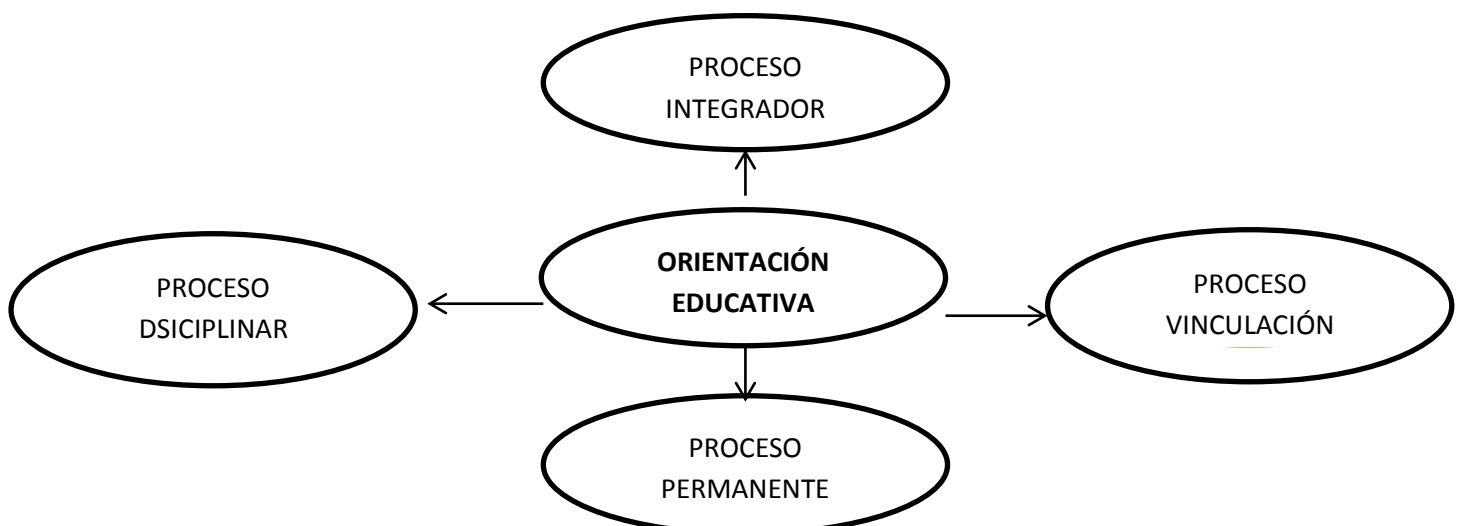 PROCESO
INTEGRADOR
ORIENTACIÓN
EDUCATIVA
PROCESO
DSICIPLINAR
PROCESO
VINCULACIÓN
PROCESO
PERMANENTE